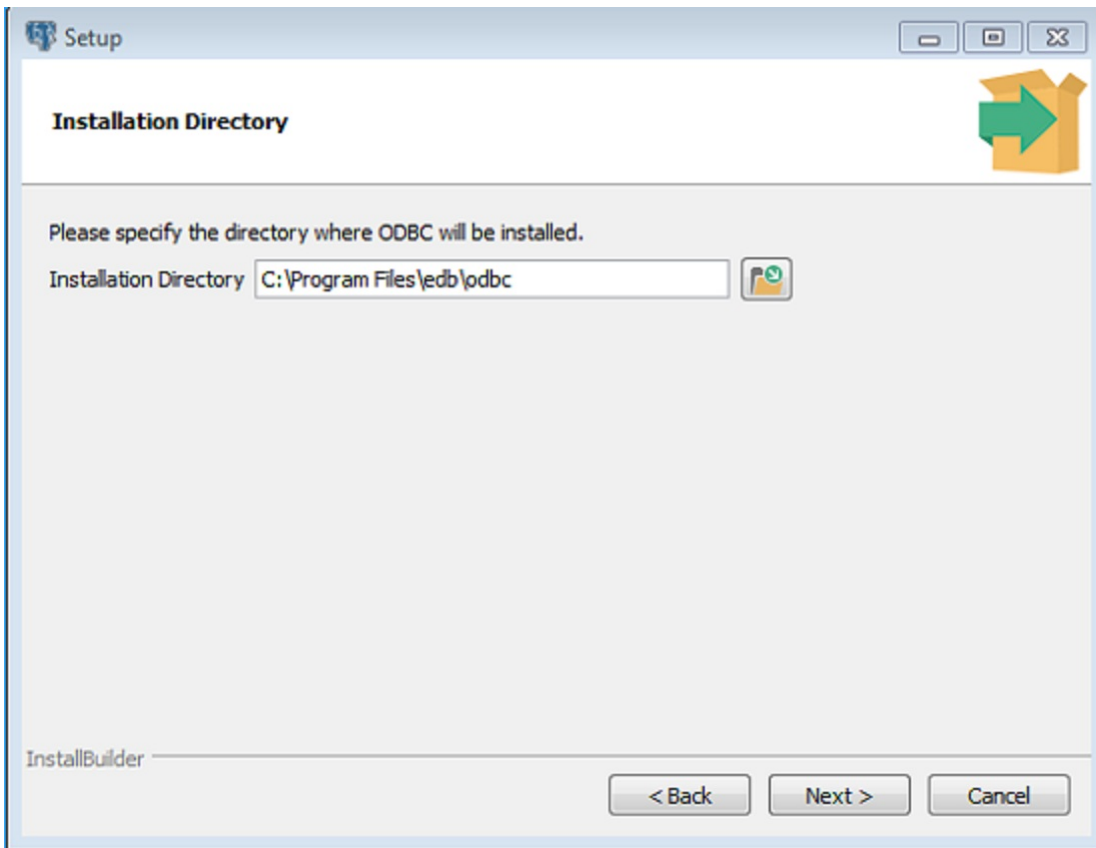 Setup
Installation Directory
Please specify the directory where ODBC will be installed.
Installation Directory C:\Program Files\edb\odbc
InstallBuilder
< Back Next > Cancel